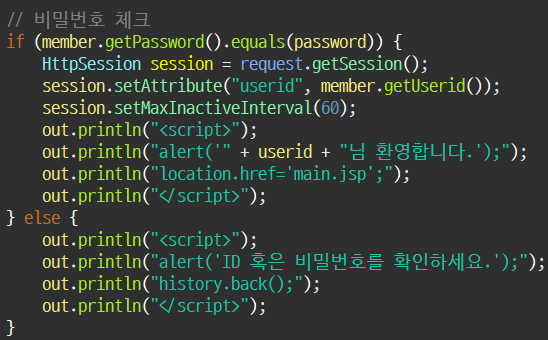 // 비밀번호 체크
if (member.getPassword().equals(password)) {
    HttpSession session = request.getSession();
    session.setAttribute("userid", member.getUserid());
    session.setMaxInactiveInterval(60);
    out.println("<script>");
    out.println("alert('" + userid + "님 환영합니다.');");
    out.println("location.href='main.jsp';");
    out.println("</script>");
} else {
    out.println("<script>");
    out.println("alert('ID 혹은 비밀번호를 확인하세요.');");
    out.println("history.back();");
    out.println("</script>");
}